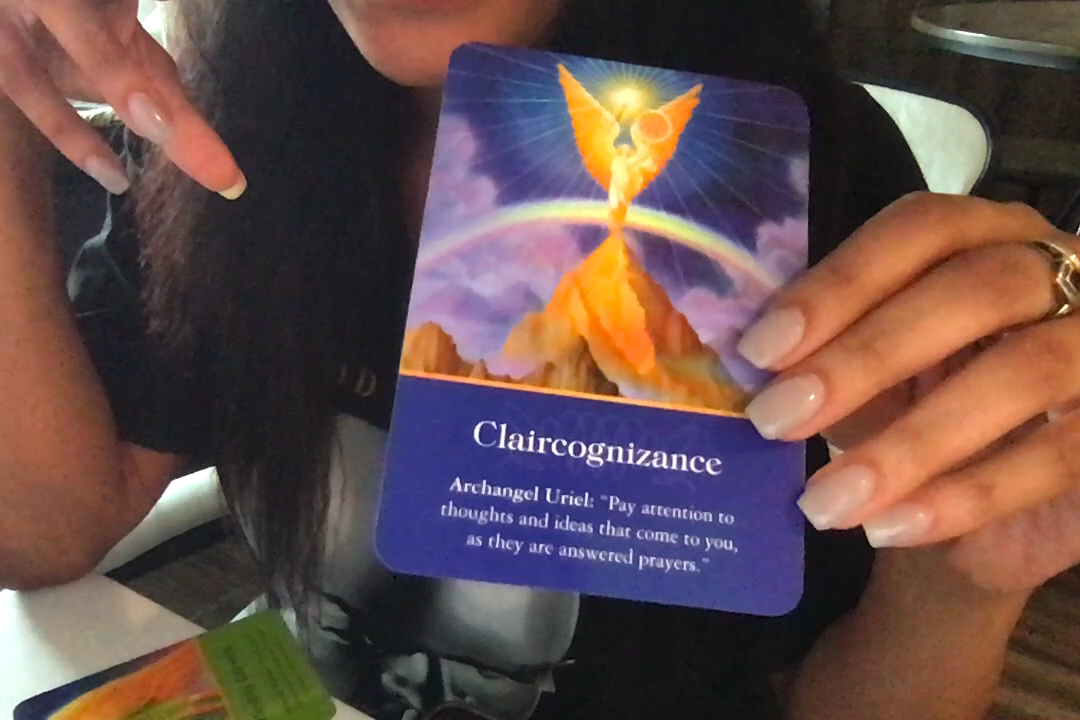 Claircognizance
Archangel Uriel: "Pay attention to
thoughts and ideas that come to you,
as they are answered prayers."